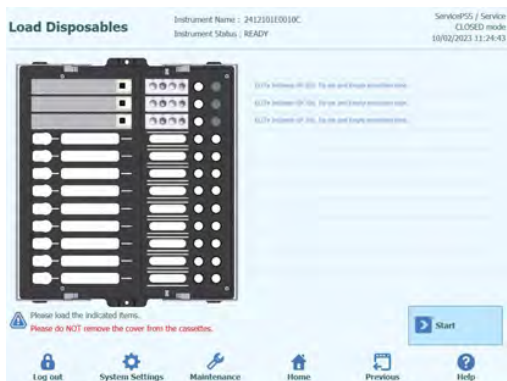 Load Disposables
Instrument Name : 2412101E0010C
Instrument Status : READY
ServicePSS / Service
CLOSED mode
10/02/2023 11:24:43
Please load the indicated items.
Please do NOT remove the cover from the cassettes.
Start
Log out
System Settings
Maintenance
Home
Previous
Help